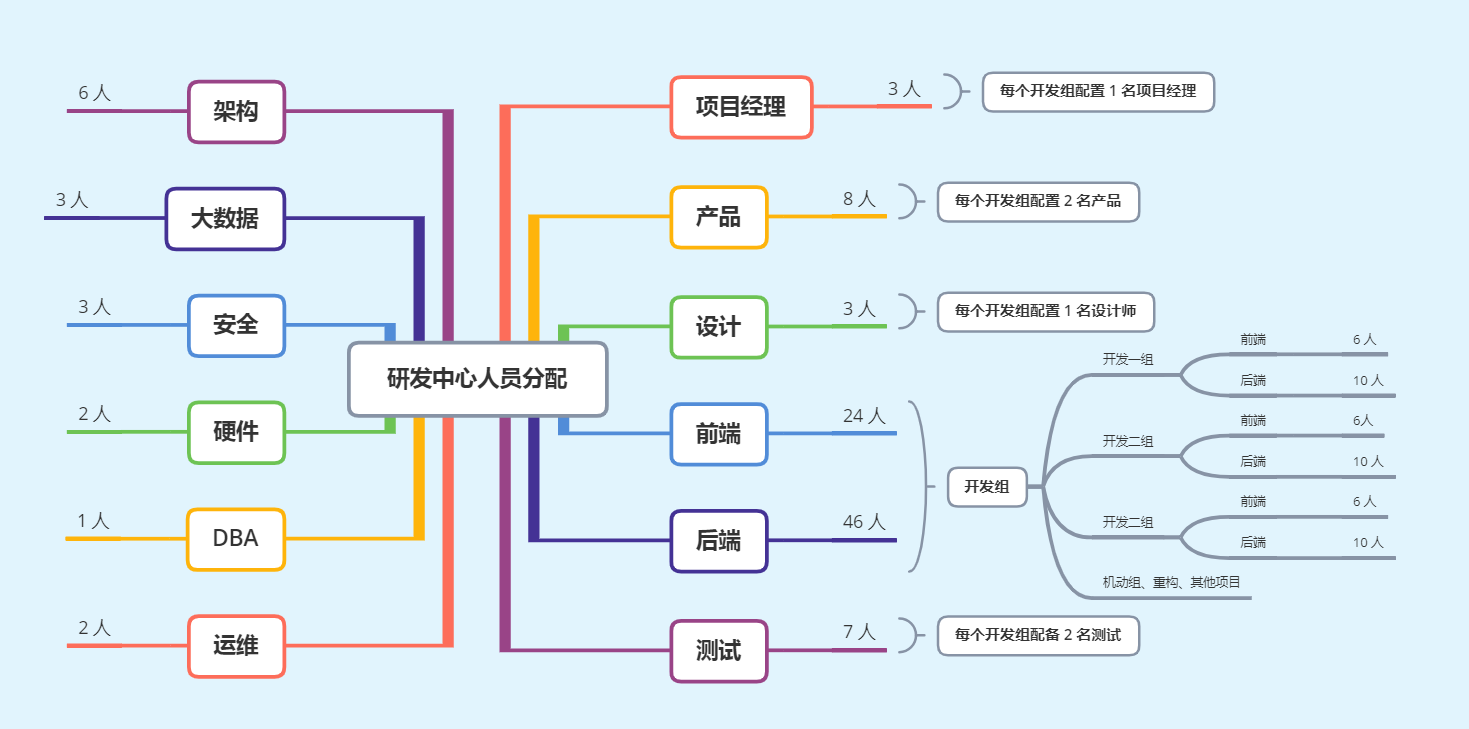 研发中心人员分配
项目经理
3 人
每个开发组配置 1 名项目经理
产品
8 人
每个开发组配置 2 名产品
设计
3 人
每个开发组配置 1 名设计师
前端
24 人
后端
46 人
开发组
开发一组
前端
6 人
后端
10 人
开发二组
前端
6人
后端
10 人
开发二组
前端
6 人
后端
10 人
机动组、重构、其他项目
测试
7 人
每个开发组配备 2 名测试
架构
6 人
大数据
3 人
安全
3 人
硬件
2 人
DBA
1 人
运维
2 人